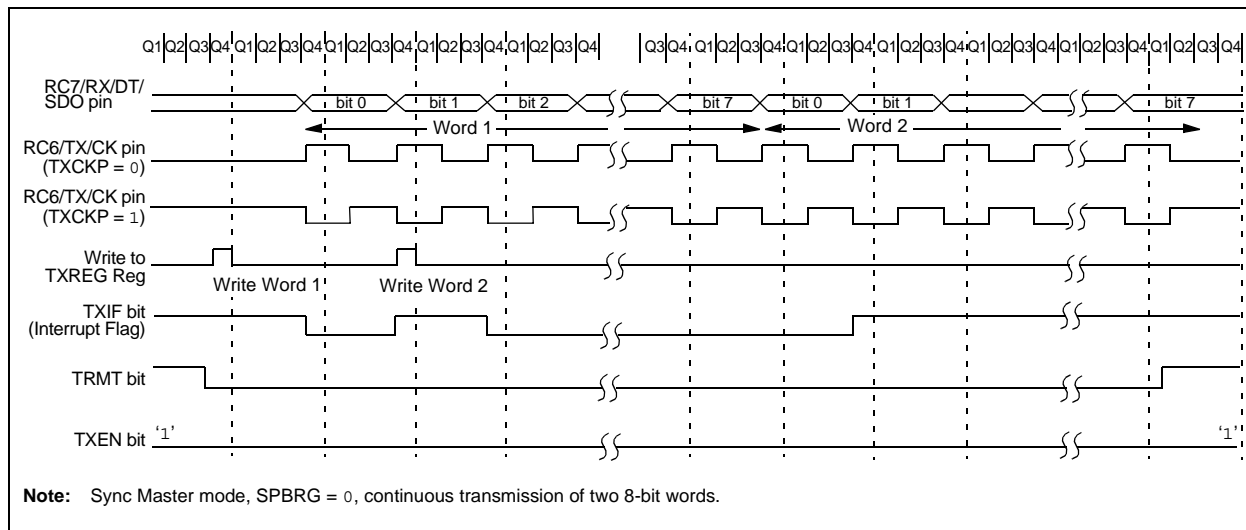 Q1 Q2 Q3 Q4 Q1 Q2 Q3 Q4 Q1 Q2 Q3 Q4 Q1 Q2 Q3 Q4 Q1 Q2 Q3 Q4 Q3 Q4 Q1 Q2 Q3 Q4 Q1 Q2 Q3 Q4 Q1 Q2 Q3 Q4 Q1 Q2 Q3 Q4 Q1 Q2 Q3 Q4 Q1 Q2 Q3 Q4
RC7/RX/DT/
SDO pin
bit 0 bit 1 bit 2 bit 7 bit 0 bit 1 bit 7
Word 1 Word 2
RC6/TX/CK pin
(TXCKP = 0)
RC6/TX/CK pin
(TXCKP = 1)
Write to
TXREG Reg
Write Word 1 Write Word 2
TXIF bit
(Interrupt Flag)
TRMT bit
TXEN bit '1' '1'
Note: Sync Master mode, SPBRG = 0, continuous transmission of two 8-bit words.